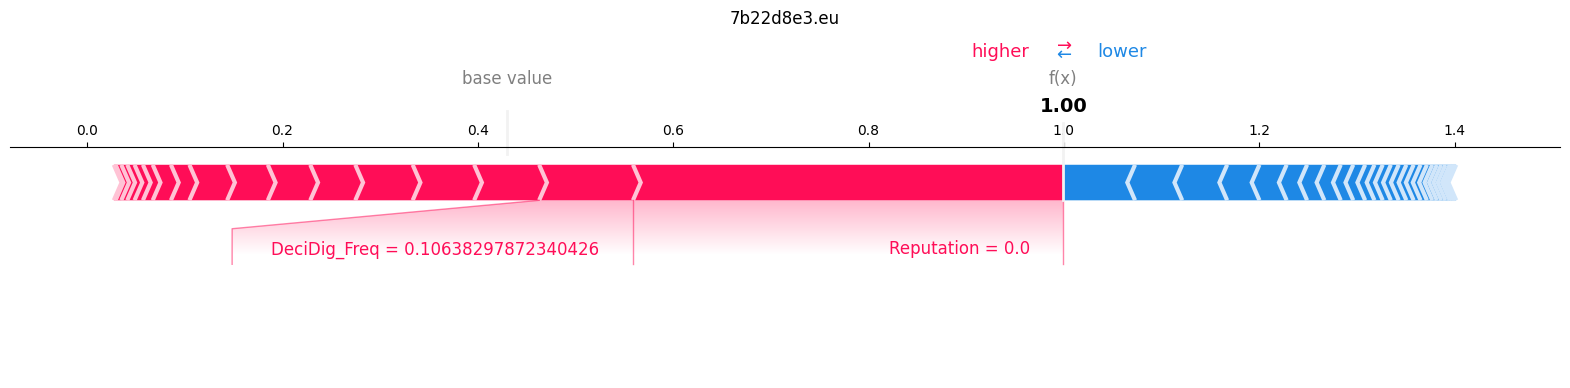 7b22d8e3.eu
higher ⇄ lower
base value f(x)
1.00
0.0 0.2 0.4 0.6 0.8 1.0 1.2 1.4
DeciDig_Freq = 0.10638297872340426 Reputation = 0.0